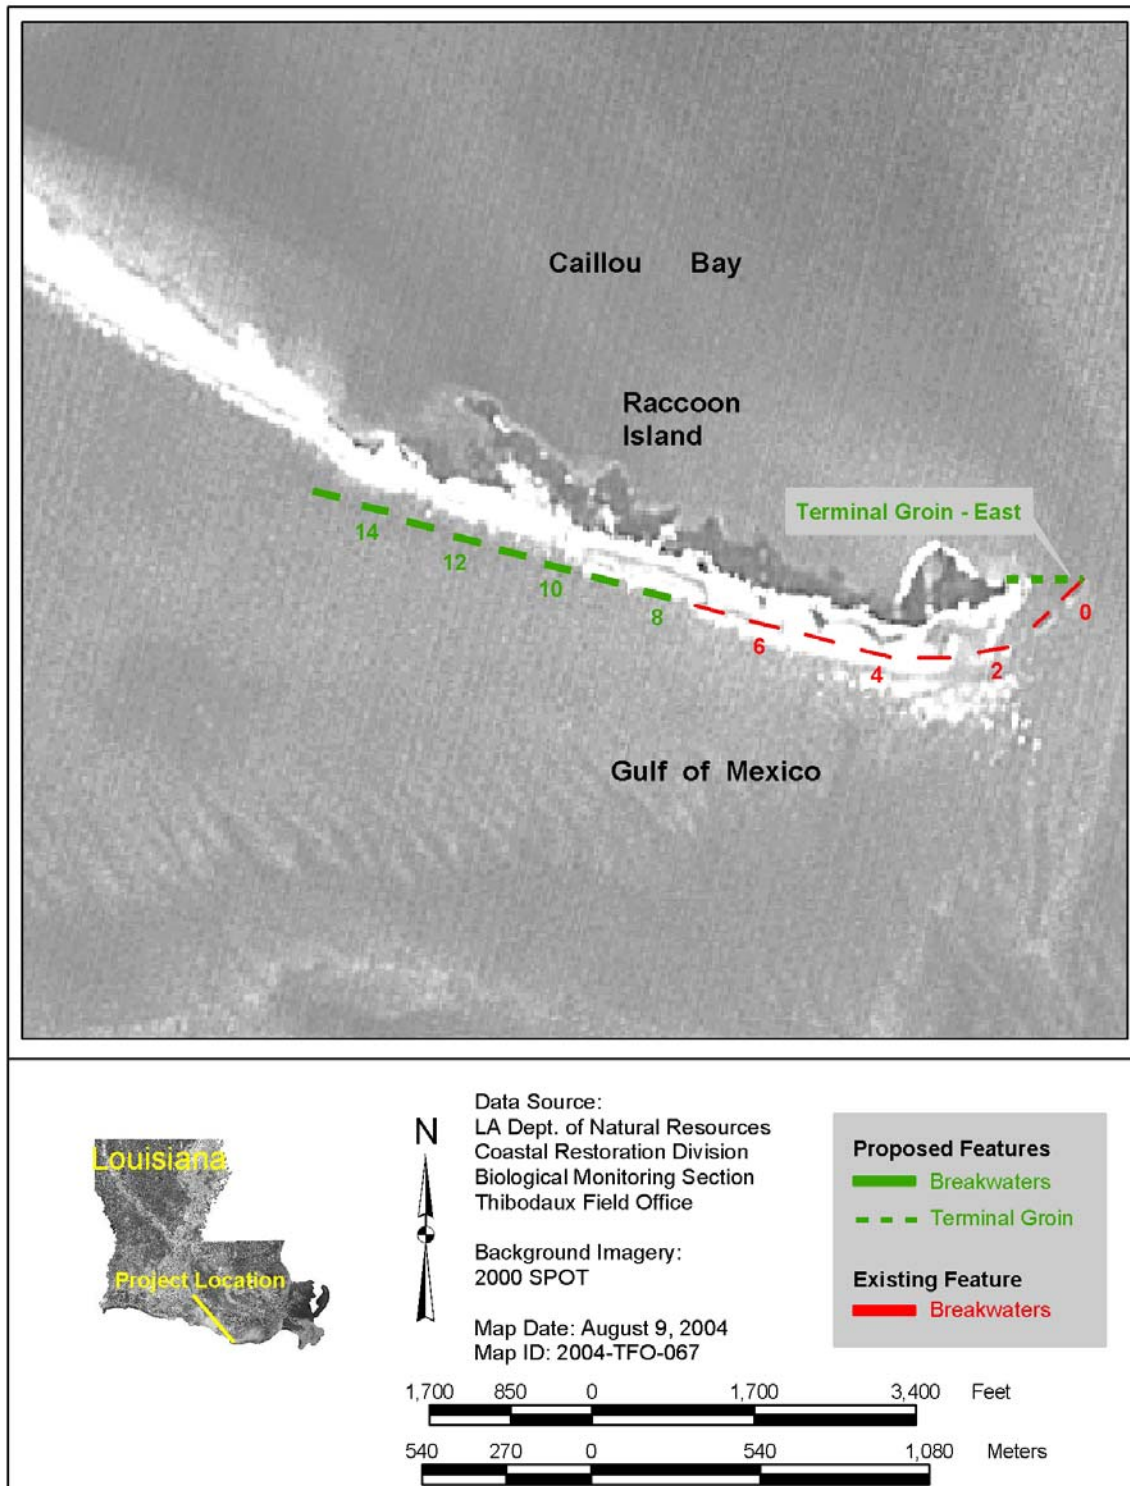 Caillou Bay
Raccoon
Island
Terminal Groin - East
14
12
10
8
6
4
2
0
Gulf of Mexico
Louisiana
Project Location
N
Data Source:
LA Dept. of Natural Resources
Coastal Restoration Division
Biological Monitoring Section
Thibodaux Field Office
Background Imagery:
2000 SPOT
Map Date: August 9, 2004
Map ID: 2004-TFO-067
Proposed Features
Breakwaters
Terminal Groin
Existing Feature
Breakwaters
1,700 850 0 1,700 3,400 Feet
540 270 0 540 1,080 Meters